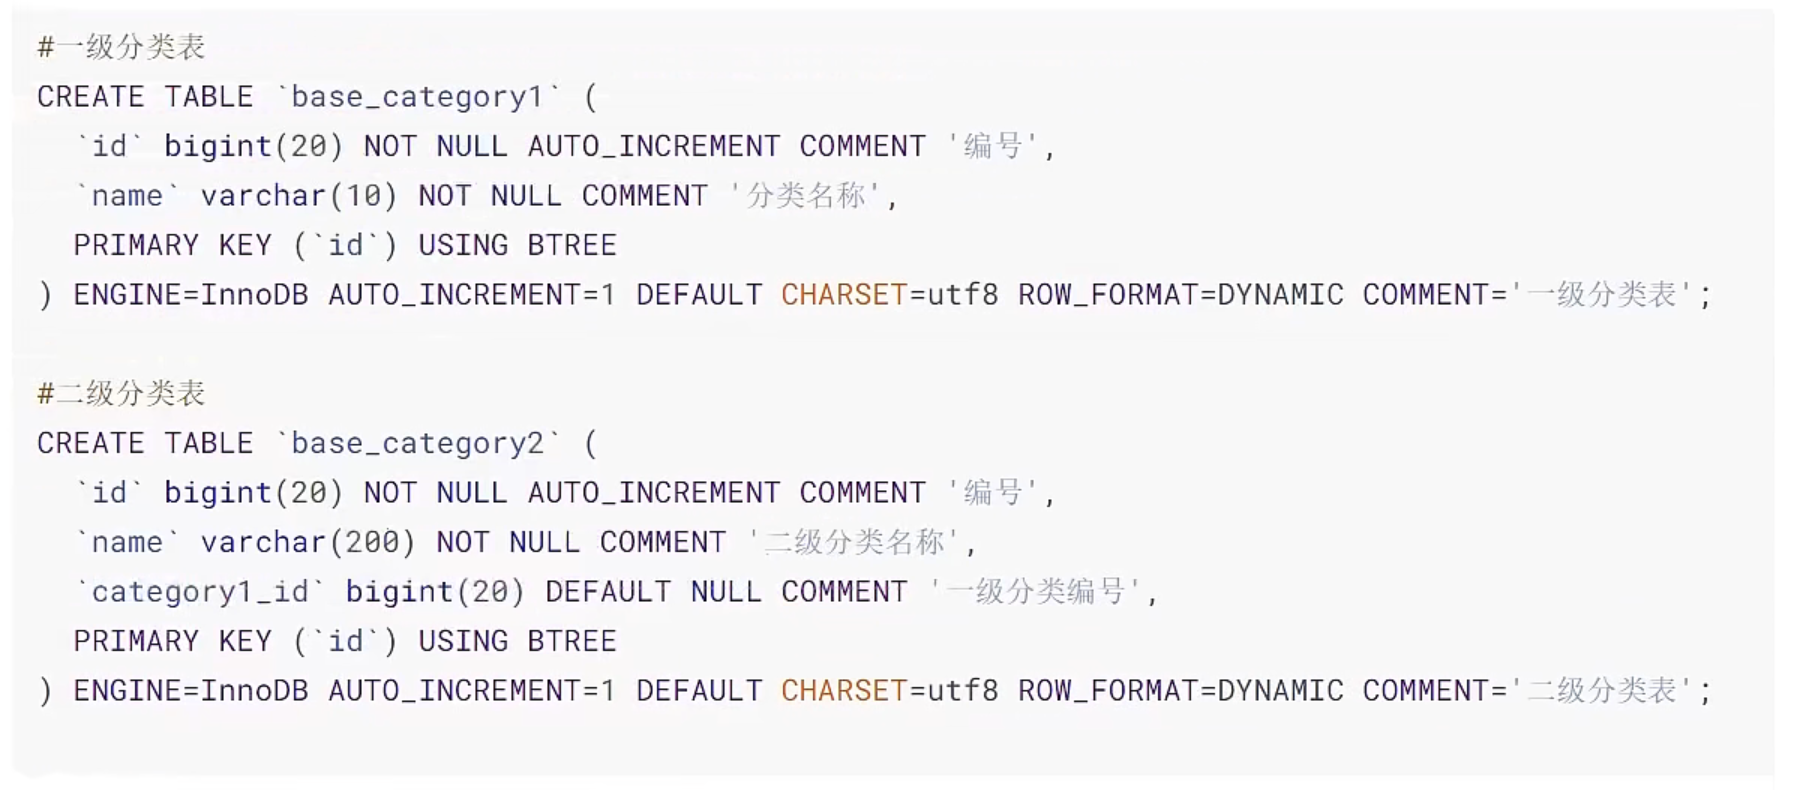 #一级分类表
CREATE TABLE `base_category1` (
  `id` bigint(20) NOT NULL AUTO_INCREMENT COMMENT '编号',
  `name` varchar(10) NOT NULL COMMENT '分类名称',
  PRIMARY KEY (`id`) USING BTREE
) ENGINE=InnoDB AUTO_INCREMENT=1 DEFAULT CHARSET=utf8 ROW_FORMAT=DYNAMIC COMMENT='一级分类表';
#二级分类表
CREATE TABLE `base_category2` (
  `id` bigint(20) NOT NULL AUTO_INCREMENT COMMENT '编号',
  `name` varchar(200) NOT NULL COMMENT '二级分类名称',
  `category1_id` bigint(20) DEFAULT NULL COMMENT '一级分类编号',
  PRIMARY KEY (`id`) USING BTREE
) ENGINE=InnoDB AUTO_INCREMENT=1 DEFAULT CHARSET=utf8 ROW_FORMAT=DYNAMIC COMMENT='二级分类表';